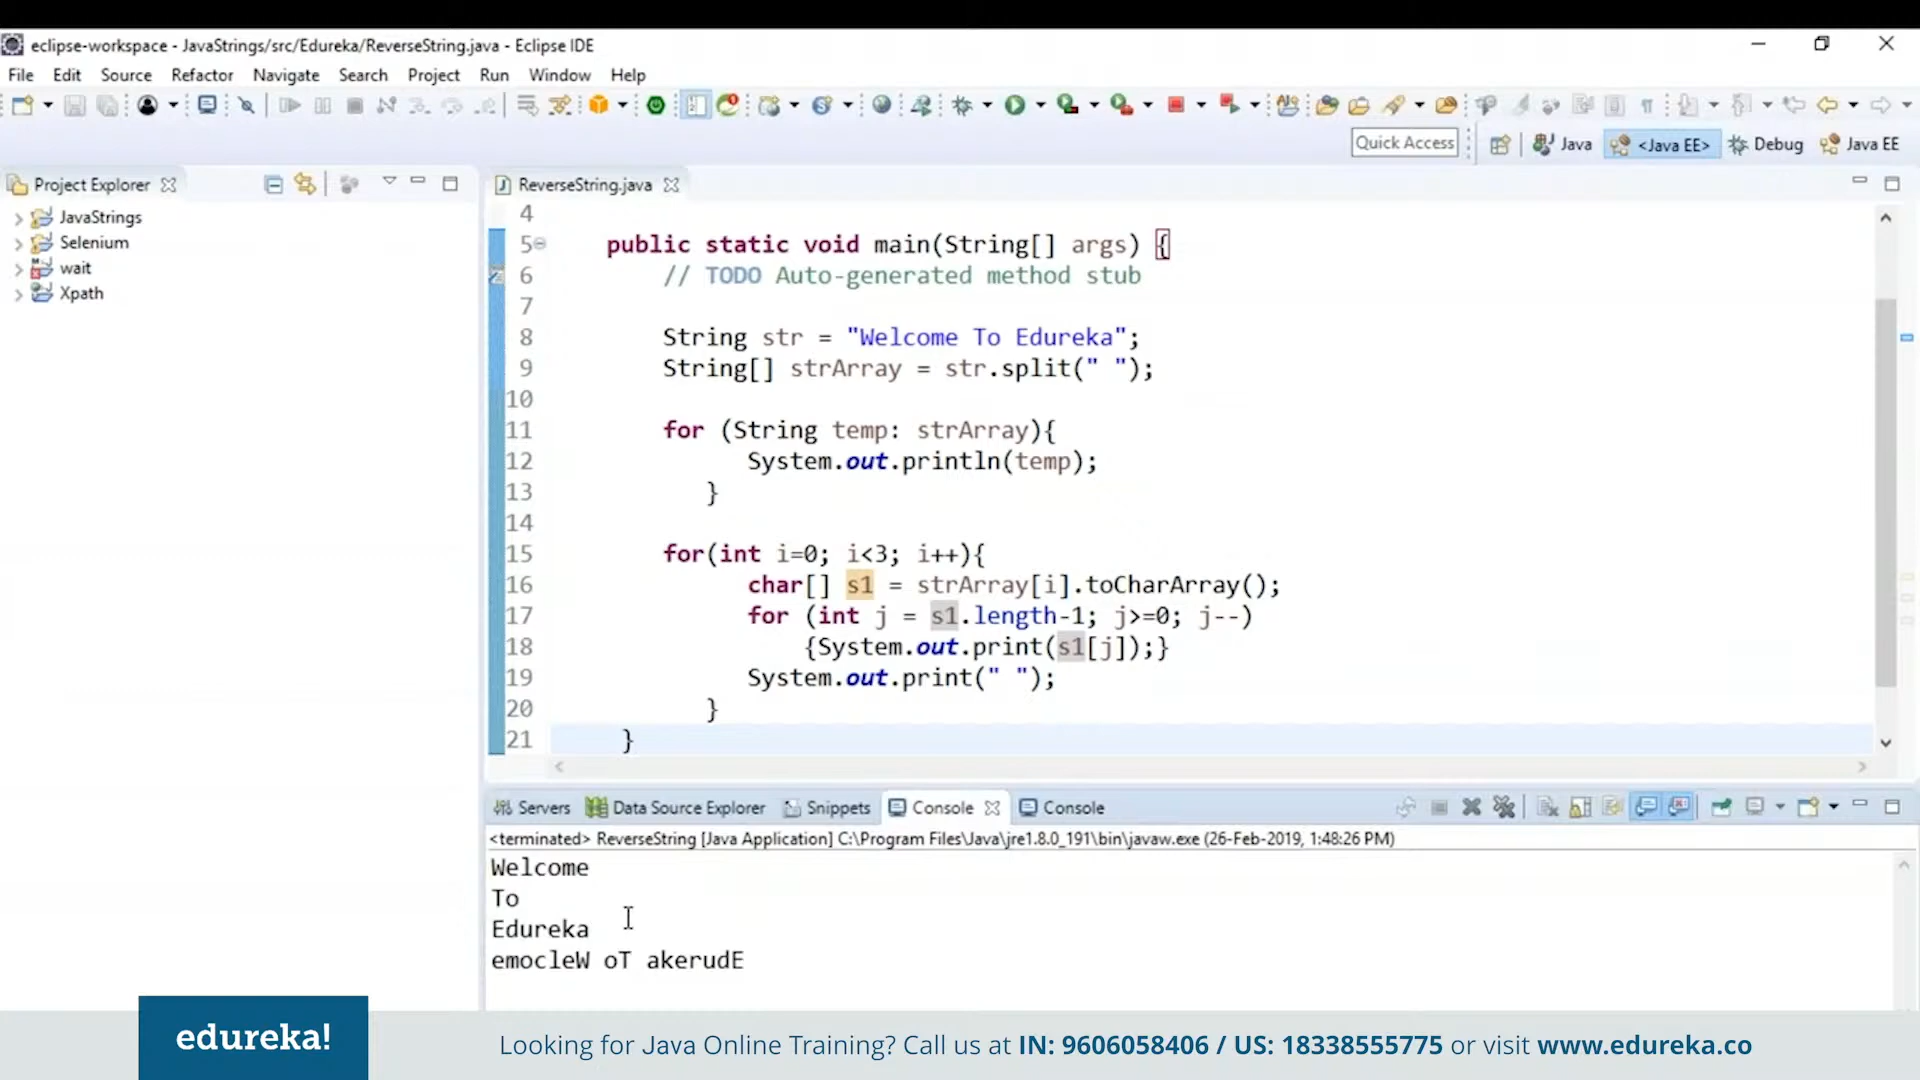 eclipse-workspace - JavaStrings/src/Edureka/ReverseString.java - Eclipse IDE
File Edit Source Refactor Navigate Search Project Run Window Help
Quick Access Java <Java EE> Debug Java EE
Project Explorer
JavaStrings
Selenium
wait
Xpath
ReverseString.java
4
5 public static void main(String[] args) {
6 // TODO Auto-generated method stub
7
8 String str = "Welcome To Edureka";
9 String[] strArray = str.split(" ");
10
11 for (String temp: strArray){
12 System.out.println(temp);
13 }
14
15 for(int i=0; i<3; i++){
16 char[] s1 = strArray[i].toCharArray();
17 for (int j = s1.length-1; j>=0; j--)
18 {System.out.print(s1[j]);}
19 System.out.print(" ");
20 }
21 }
Servers Data Source Explorer Snippets Console Console
<terminated> ReverseString [Java Application] C:\Program Files\Java\jre1.8.0_191\bin\javaw.exe (26-Feb-2019, 1:48:26 PM)
Welcome
To
Edureka
emocleW oT akerudE
edureka!
Looking for Java Online Training? Call us at IN: 9606058406 / US: 18338555775 or visit www.edureka.co